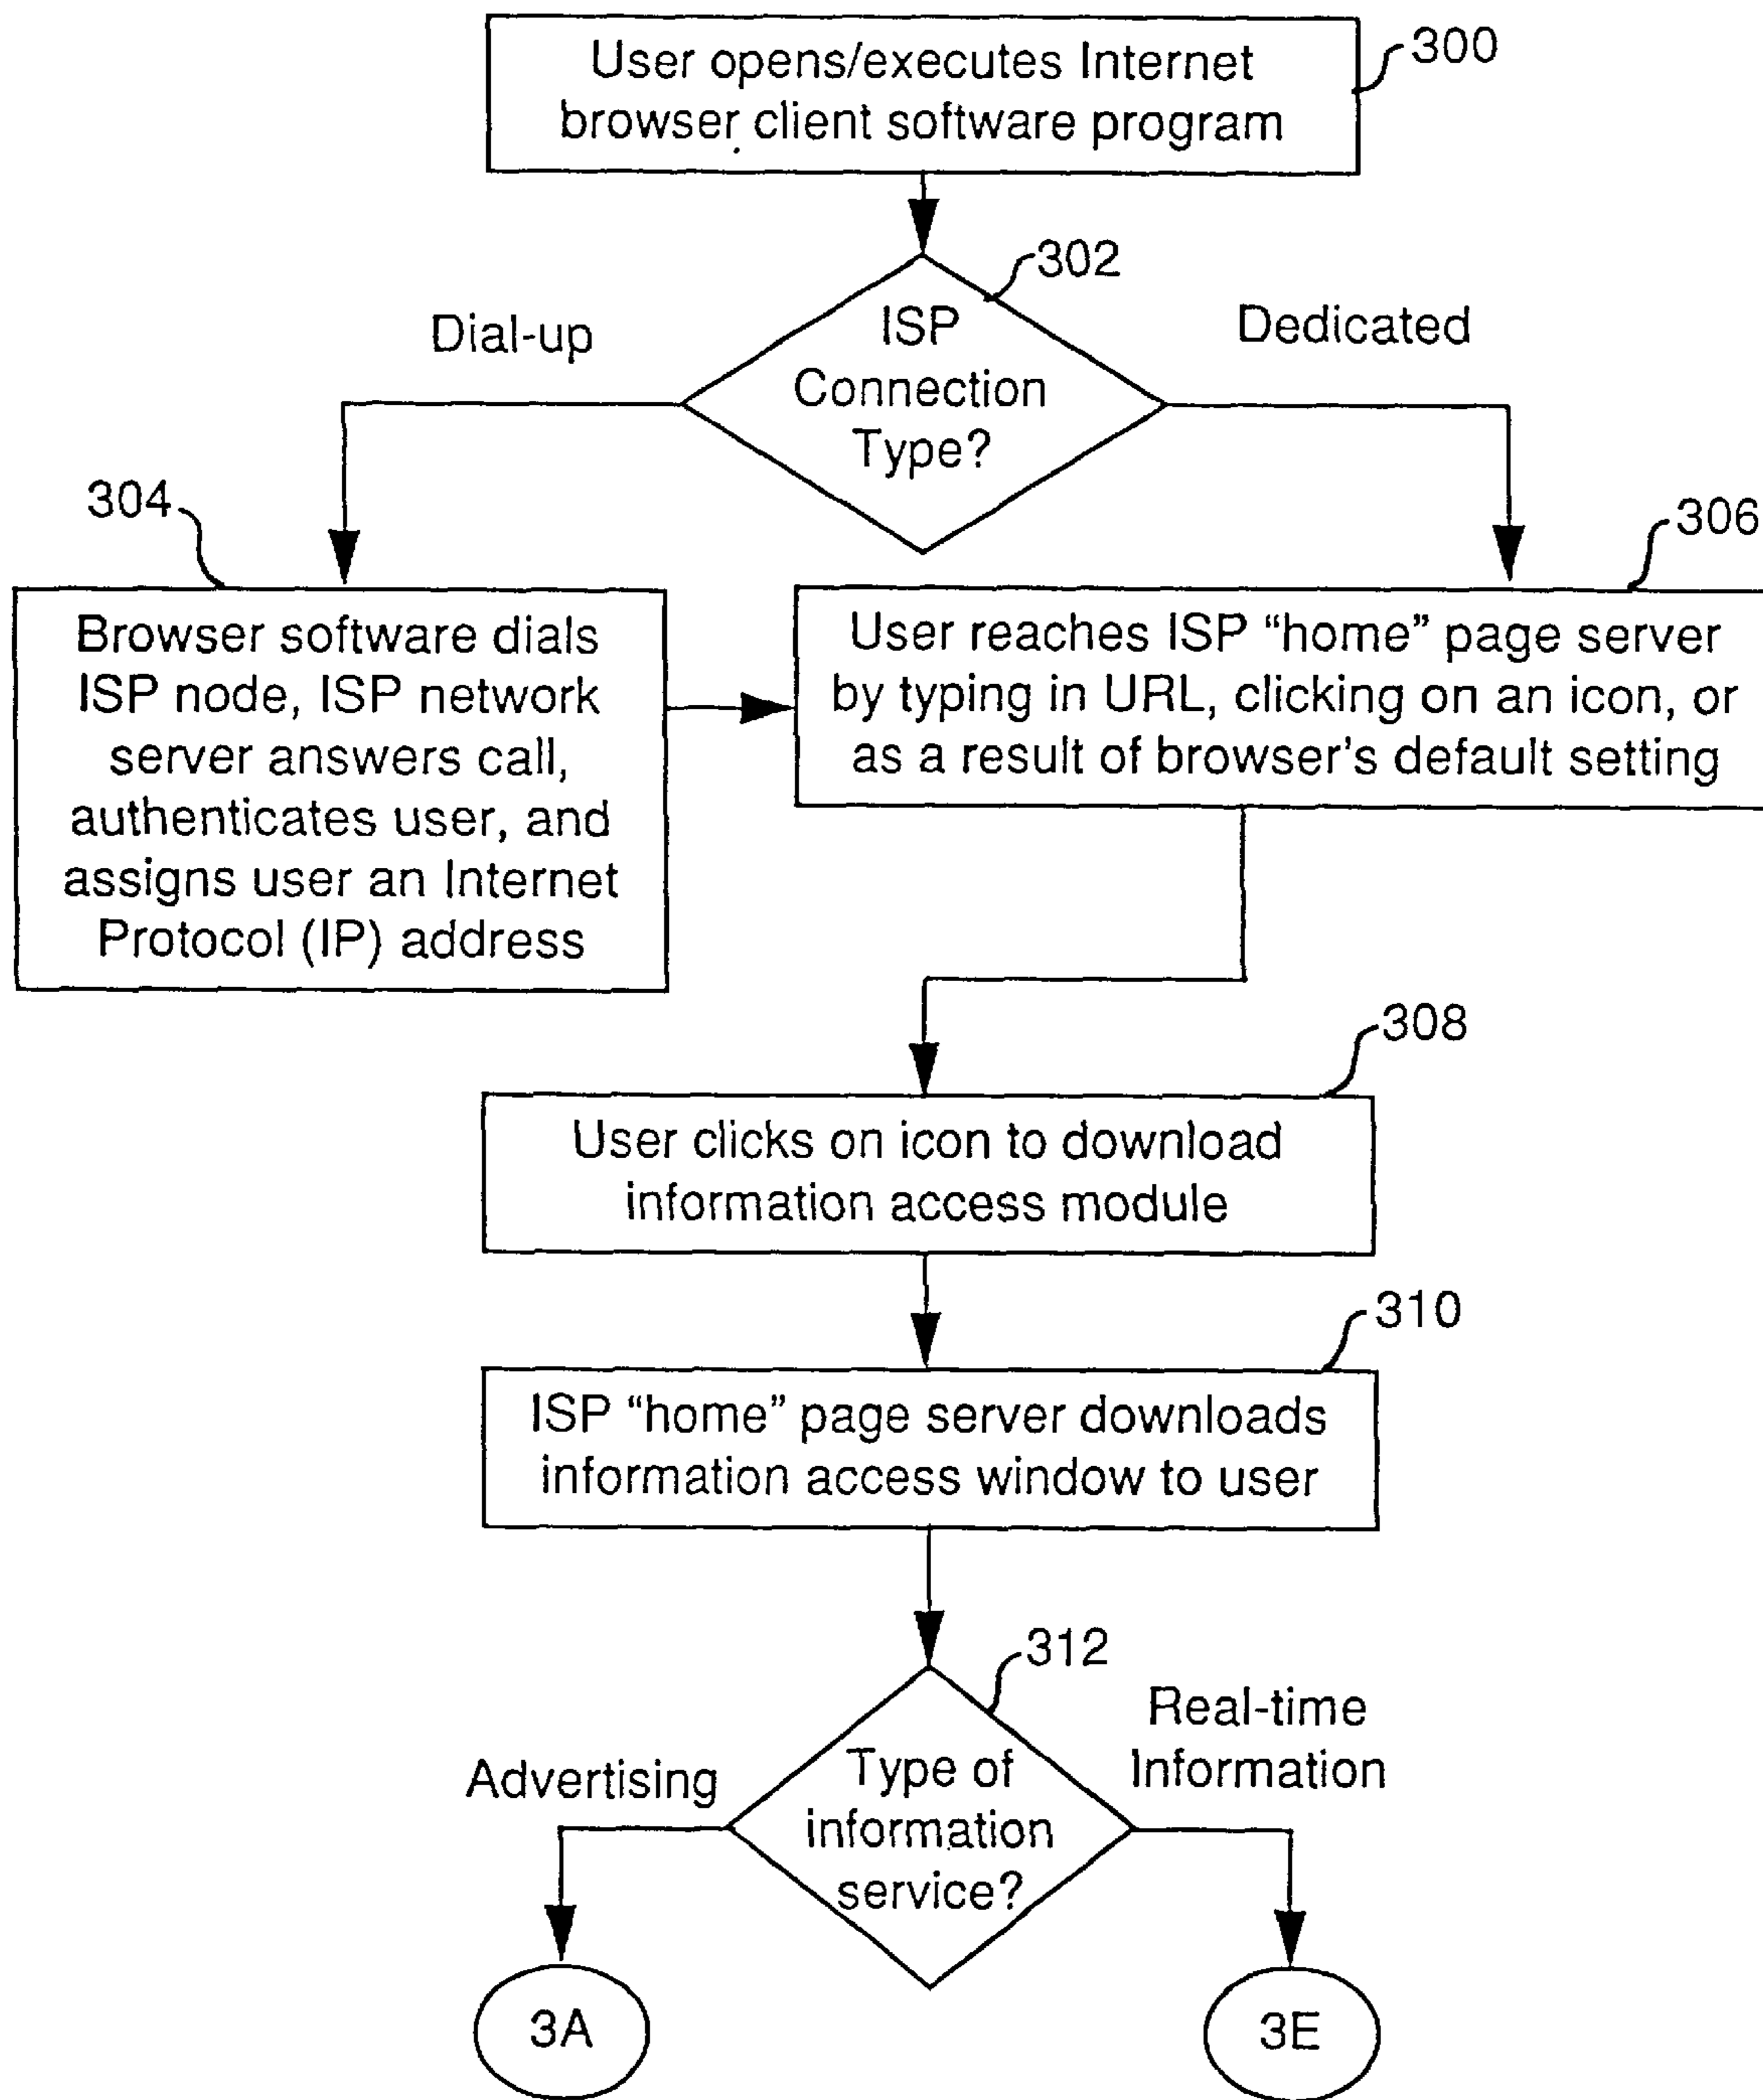 User opens/executes Internet
browser client software program
300
302
ISP
Connection
Type?
Dial-up
Dedicated
304
Browser software dials
ISP node, ISP network
server answers call,
authenticates user, and
assigns user an Internet
Protocol (IP) address
306
User reaches ISP “home” page server
by typing in URL, clicking on an icon, or
as a result of browser’s default setting
308
User clicks on icon to download
information access module
310
ISP “home” page server downloads
information access window to user
312
Type of
information
service?
Advertising
Real-time
Information
3A
3E